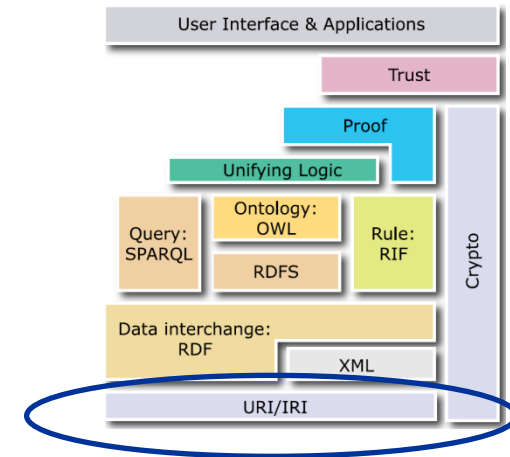 User Interface & Applications
Trust
Proof
Unifying Logic
Query:
SPARQL
Ontology:
OWL
RDFS
Rule:
RIF
Crypto
Data interchange:
RDF
XML
URI/IRI